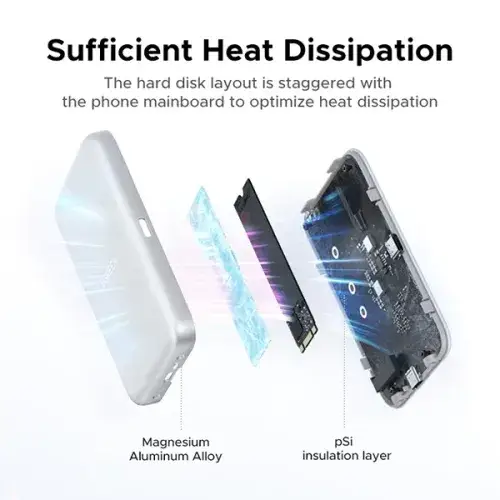 Sufficient Heat Dissipation
The hard disk layout is staggered with
the phone mainboard to optimize heat dissipation
Magnesium
Aluminum Alloy
pSi
insulation layer